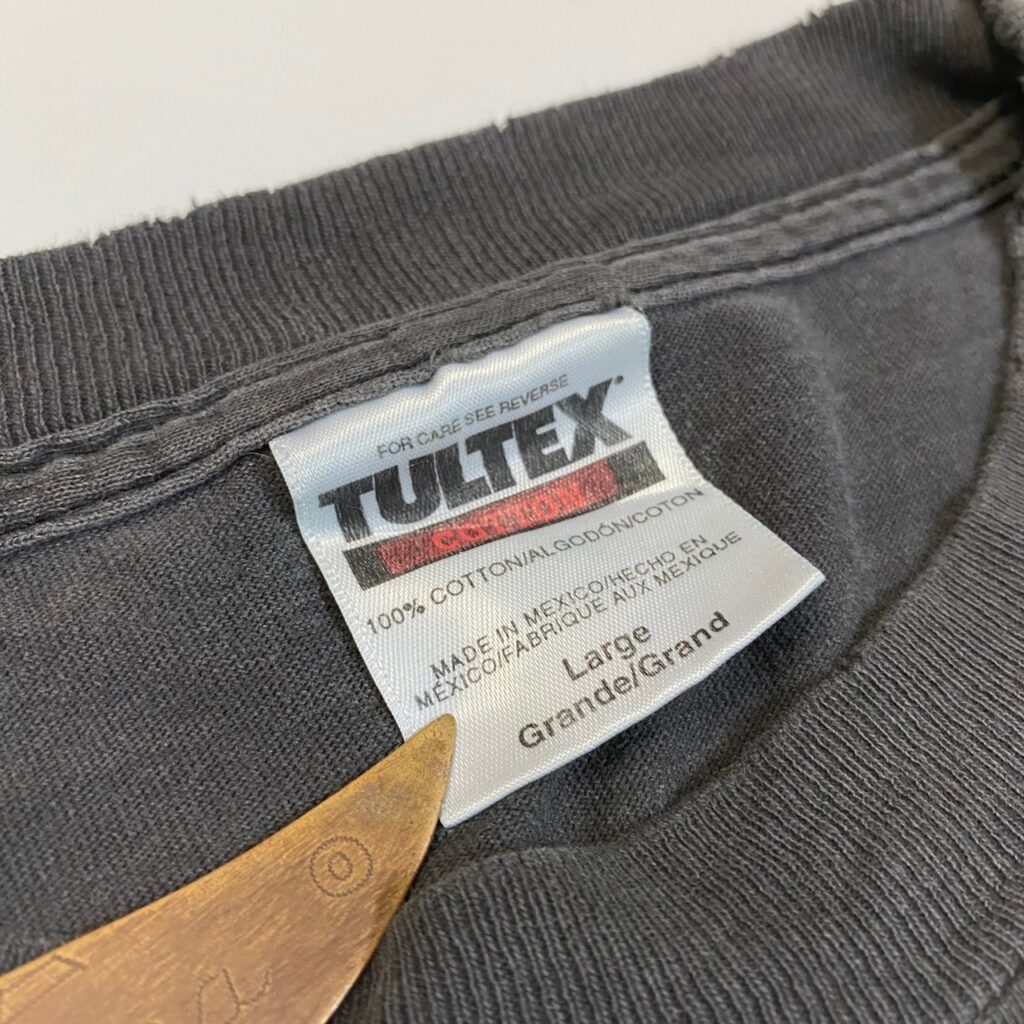 FOR CARE SEE REVERSE
TULTEX
COTTON
100% COTTON/ALGODÓN/COTON
MADE IN MEXICO/HECHO EN
MÉXICO/FABRIQUE AUX MEXIQUE
Large
Grande/Grand